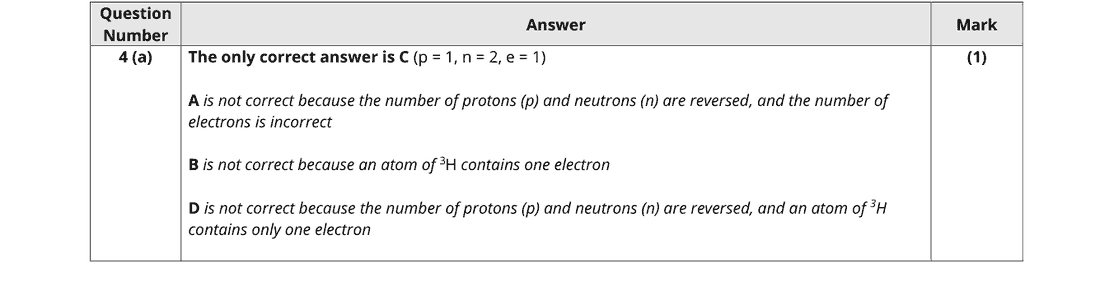 Question
Number
Answer
Mark
4 (a)
The only correct answer is C (p = 1, n = 2, e = 1)
(1)
A is not correct because the number of protons (p) and neutrons (n) are reversed, and the number of
electrons is incorrect
B is not correct because an atom of ³H contains one electron
D is not correct because the number of protons (p) and neutrons (n) are reversed, and an atom of ³H
contains only one electron